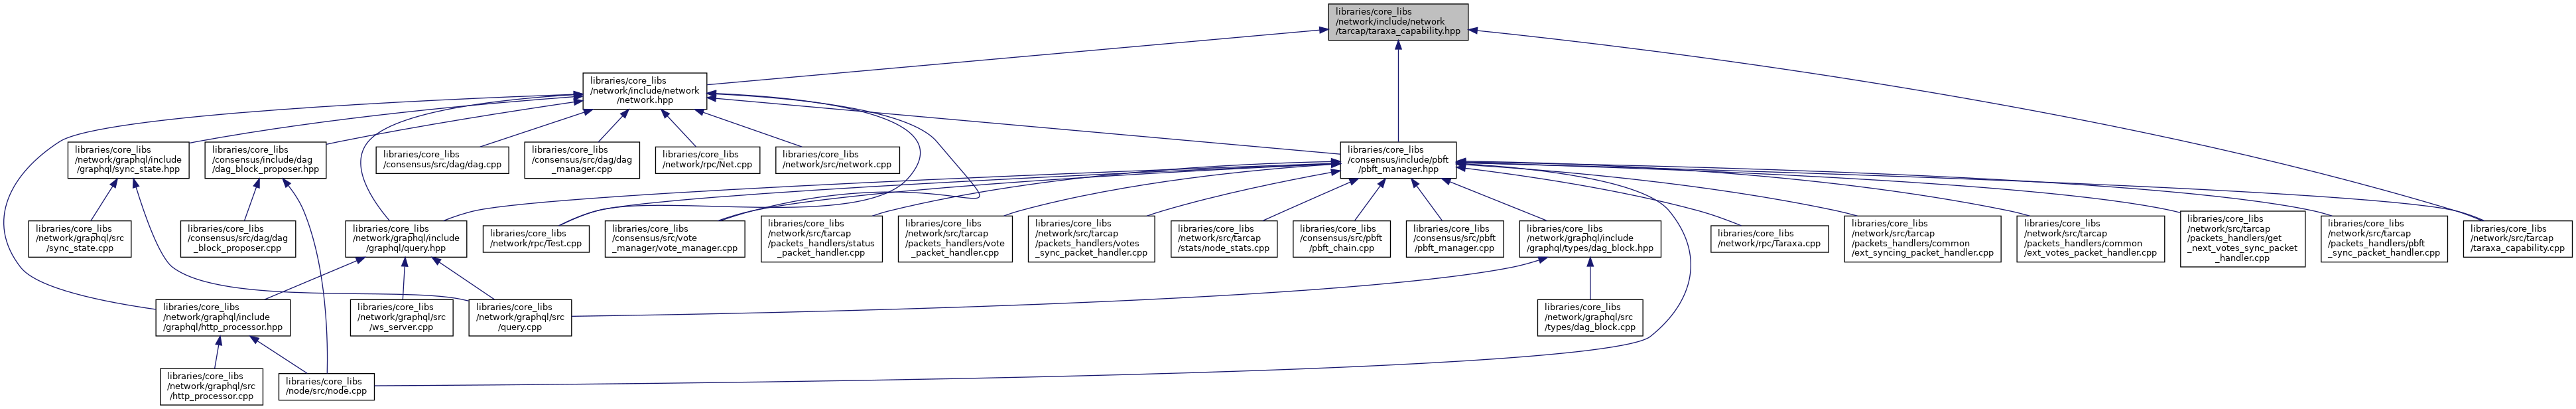 libraries/core_libs
/network/include/network
/tarcap/taraxa_capability.hpp
libraries/core_libs
/network/include/network
/network.hpp
libraries/core_libs
/network/graphql/include
/graphql/sync_state.hpp
libraries/core_libs
/consensus/include/dag
/dag_block_proposer.hpp
libraries/core_libs
/consensus/src/dag/dag.cpp
libraries/core_libs
/consensus/src/dag/dag
_manager.cpp
libraries/core_libs
/network/rpc/Net.cpp
libraries/core_libs
/network/src/network.cpp
libraries/core_libs
/consensus/include/pbft
/pbft_manager.hpp
libraries/core_libs
/network/graphql/src
/sync_state.cpp
libraries/core_libs
/consensus/src/dag/dag
_block_proposer.cpp
libraries/core_libs
/network/graphql/include
/graphql/query.hpp
libraries/core_libs
/network/rpc/Test.cpp
libraries/core_libs
/consensus/src/vote
_manager/vote_manager.cpp
libraries/core_libs
/network/src/tarcap
/packets_handlers/status
_packet_handler.cpp
libraries/core_libs
/network/src/tarcap
/packets_handlers/vote
_packet_handler.cpp
libraries/core_libs
/network/src/tarcap
/packets_handlers/votes
_sync_packet_handler.cpp
libraries/core_libs
/network/src/tarcap
/stats/node_stats.cpp
libraries/core_libs
/consensus/src/pbft
/pbft_chain.cpp
libraries/core_libs
/consensus/src/pbft
/pbft_manager.cpp
libraries/core_libs
/network/graphql/include
/graphql/types/dag_block.hpp
libraries/core_libs
/network/rpc/Taraxa.cpp
libraries/core_libs
/network/src/tarcap
/packets_handlers/common
/ext_syncing_packet_handler.cpp
libraries/core_libs
/network/src/tarcap
/packets_handlers/common
/ext_votes_packet_handler.cpp
libraries/core_libs
/network/src/tarcap
/packets_handlers/get
_next_votes_sync_packet
_handler.cpp
libraries/core_libs
/network/src/tarcap
/packets_handlers/pbft
_sync_packet_handler.cpp
libraries/core_libs
/network/src/tarcap
/taraxa_capability.cpp
libraries/core_libs
/network/graphql/include
/graphql/http_processor.hpp
libraries/core_libs
/network/graphql/src
/ws_server.cpp
libraries/core_libs
/network/graphql/src
/query.cpp
libraries/core_libs
/network/graphql/src
/types/dag_block.cpp
libraries/core_libs
/network/graphql/src
/http_processor.cpp
libraries/core_libs
/node/src/node.cpp